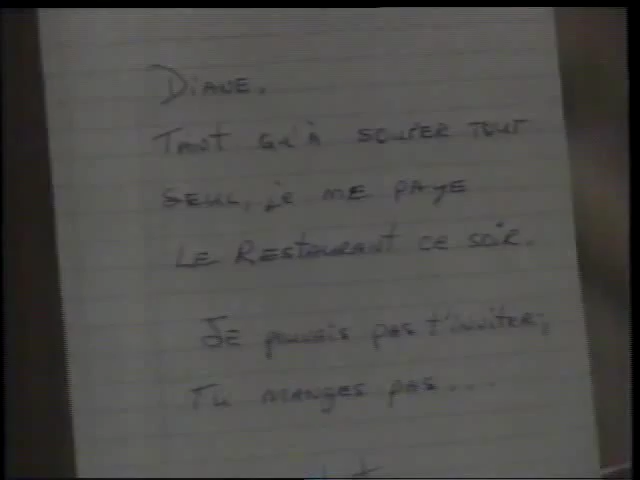 Diane.
Tant qu'à souper tout
seul, je me paye
le restaurant ce soir.
Je pouvais pas t'inviter;
Tu manges pas...